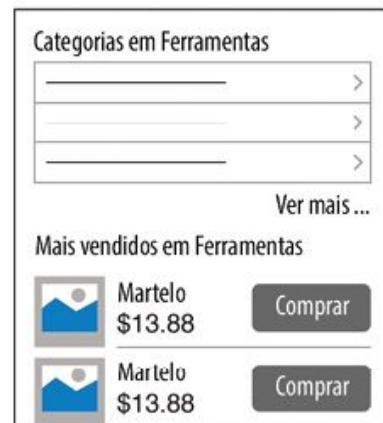 Categorias em Ferramentas
Ver mais ...
Mais vendidos em Ferramentas
Martelo
$13.88
Comprar
Martelo
$13.88
Comprar